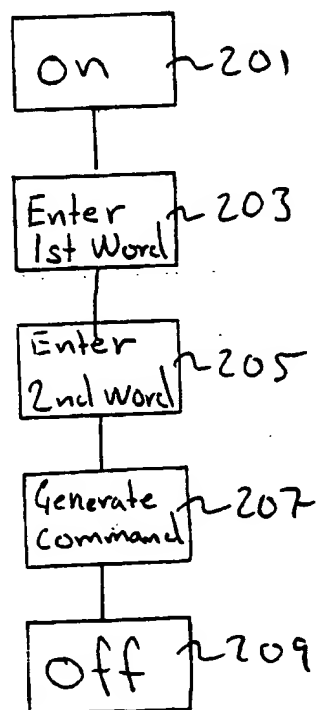 On 201
Enter 203
1st Word
Enter 205
2nd Word
Generate 207
Command
Off 209